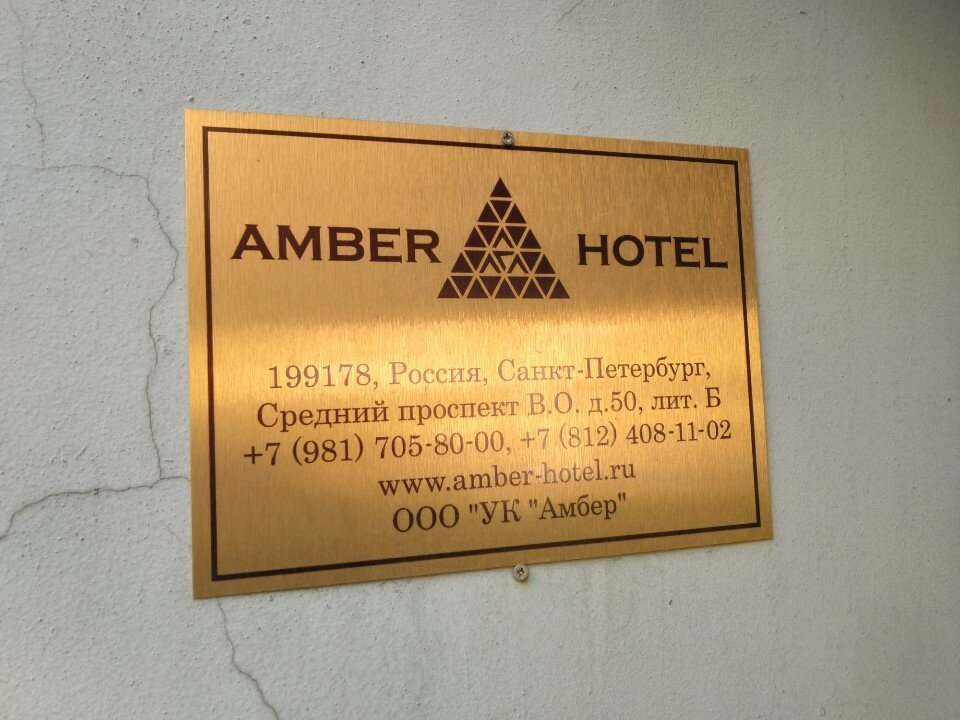 AMBER HOTEL
199178, Россия, Санкт-Петербург,
Средний проспект В.О. д.50, лит. Б
+7 (981) 705-80-00, +7 (812) 408-11-02
www.amber-hotel.ru
ООО "УК "Амбер"